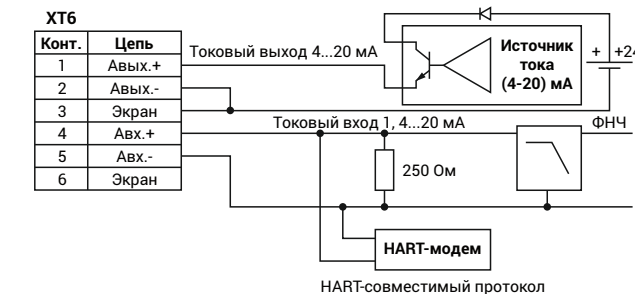 XT6
Конт. Цепь
1 Авых.+
2 Авых.-
3 Экран
4 Авх.+
5 Авх.-
6 Экран
Токовый выход 4...20 мА
Источник
тока
(4-20) мА
+ +24
Токовый вход 1, 4...20 мА
ФНЧ
250 Ом
HART-модем
HART-совместимый протокол